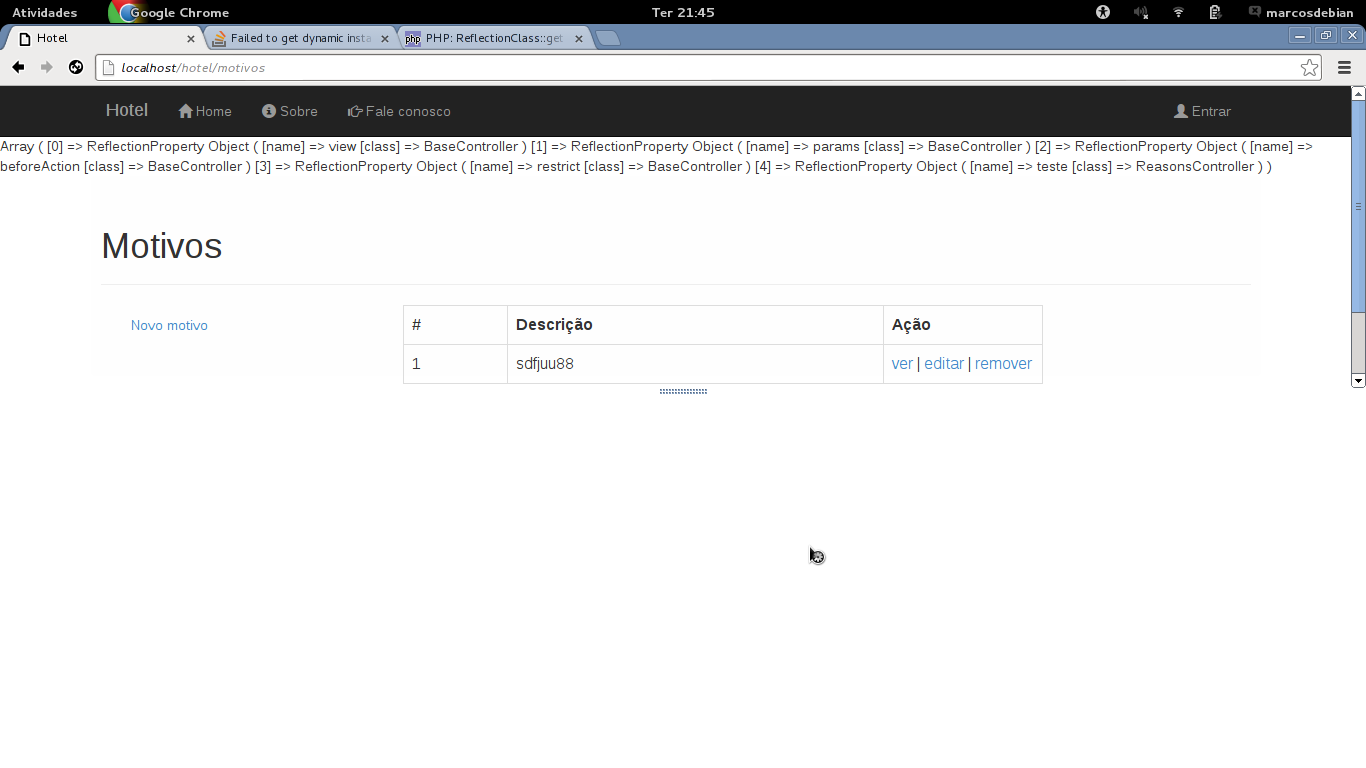 Atividades Google Chrome Ter 21:45 marcosdebian
Hotel Failed to get dynamic insta PHP: ReflectionClass::get
localhost/hotel/motivos
Hotel Home Sobre Fale conosco Entrar
Array ( [0] => ReflectionProperty Object ( [name] => view [class] => BaseController ) [1] => ReflectionProperty Object ( [name] => params [class] => BaseController ) [2] => ReflectionProperty Object ( [name] =>
beforeAction [class] => BaseController ) [3] => ReflectionProperty Object ( [name] => restrict [class] => BaseController ) [4] => ReflectionProperty Object ( [name] => teste [class] => ReasonsController ) )
Motivos
Novo motivo
# Descrição Ação
1 sdfjuu88 ver | editar | remover